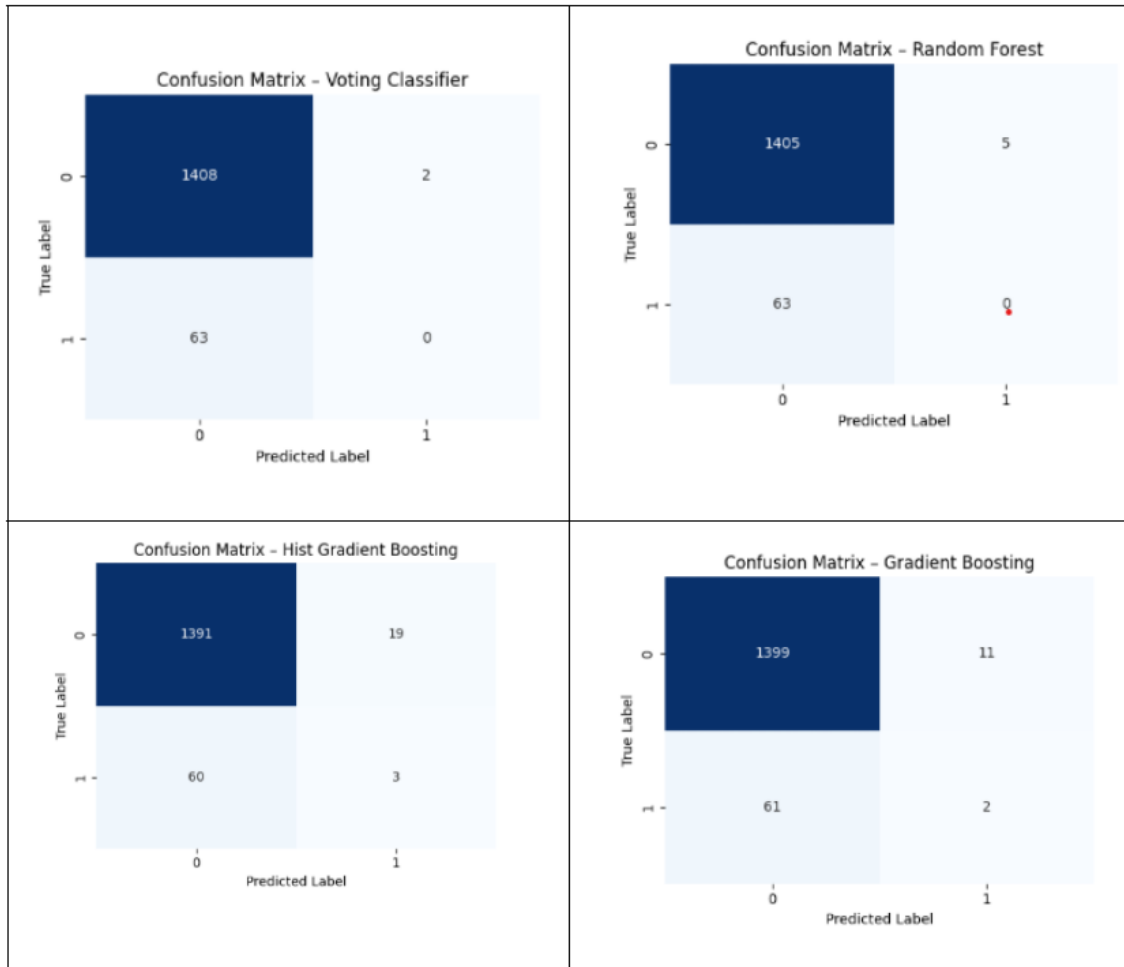 Confusion Matrix – Voting Classifier
True Label
0
1408
2
1
63
0
0
1
Predicted Label
Confusion Matrix – Random Forest
True Label
0
1405
5
1
63
0
0
1
Predicted Label
Confusion Matrix – Hist Gradient Boosting
True Label
0
1391
19
1
60
3
0
1
Predicted Label
Confusion Matrix – Gradient Boosting
True Label
0
1399
11
1
61
2
0
1
Predicted Label